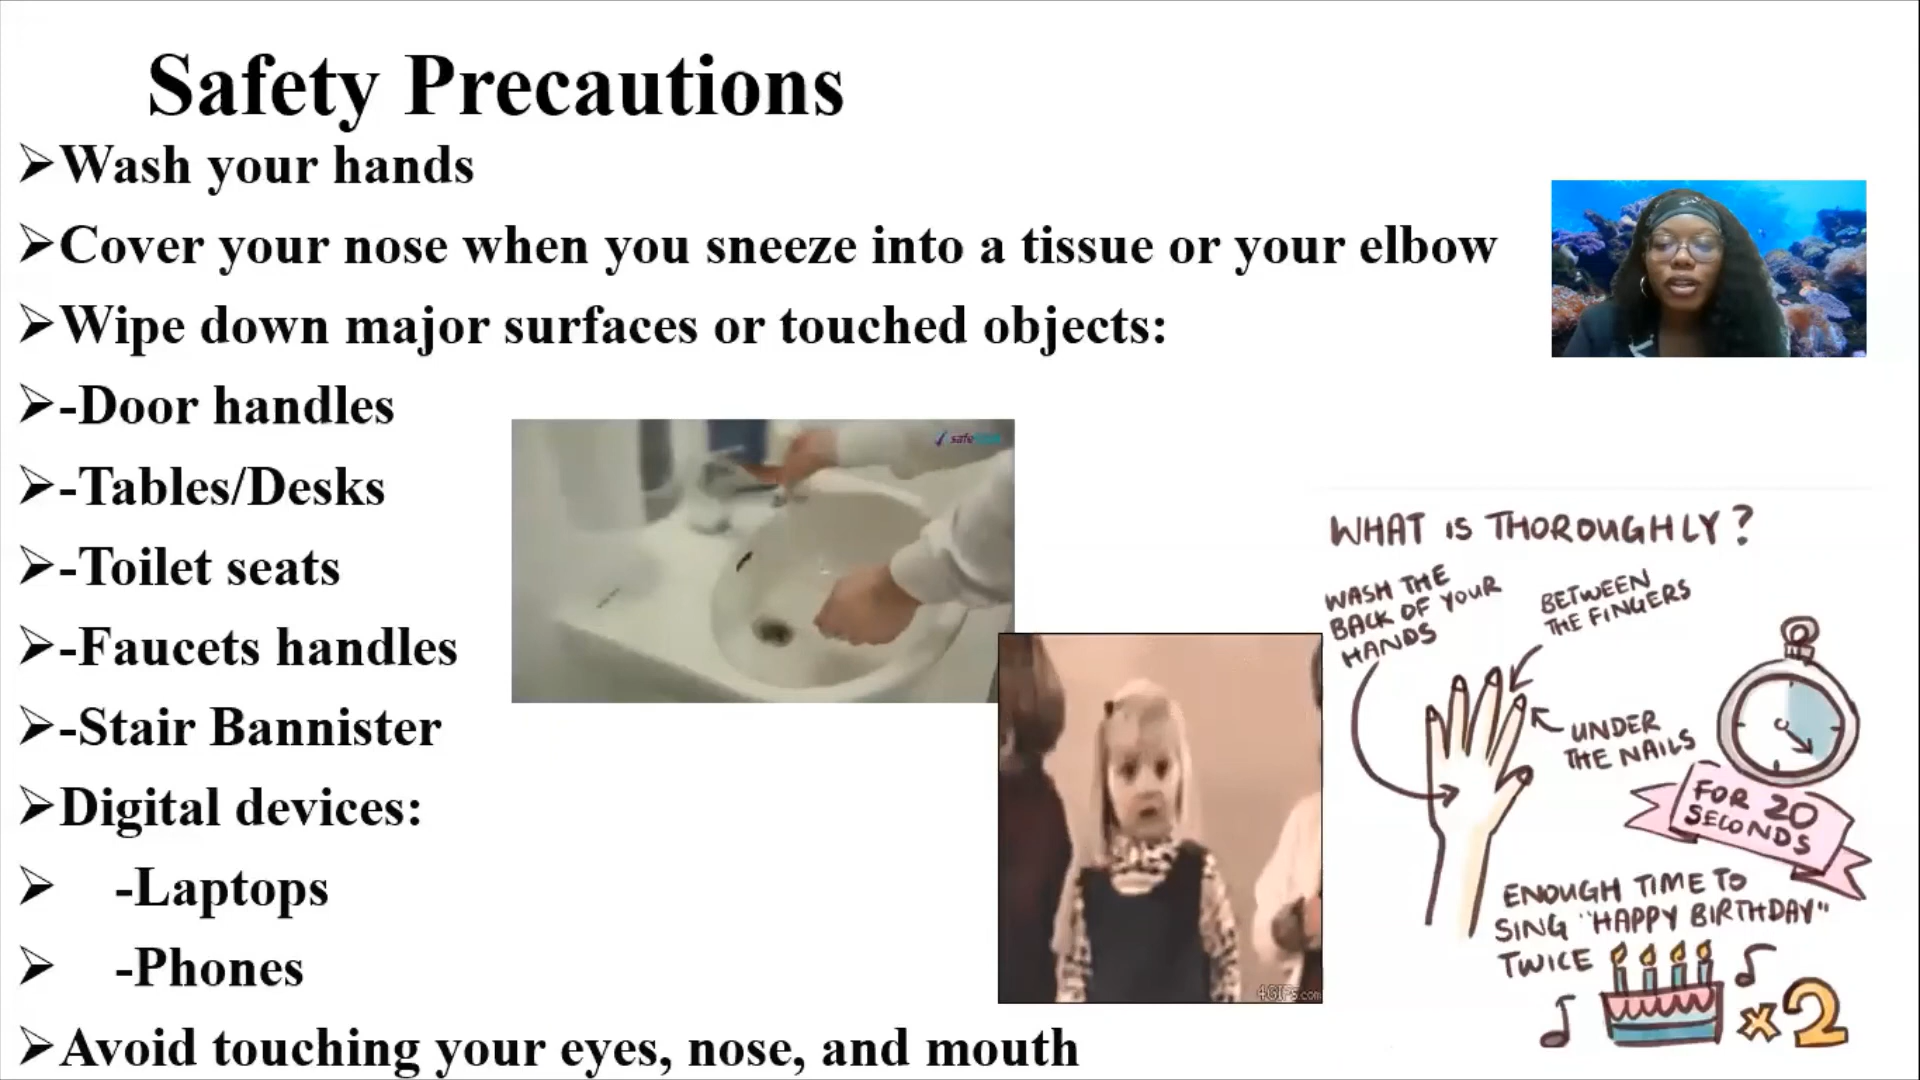 Safety Precautions
➢Wash your hands
➢Cover your nose when you sneeze into a tissue or your elbow
➢Wipe down major surfaces or touched objects:
➢-Door handles
➢-Tables/Desks
➢-Toilet seats
➢-Faucets handles
➢-Stair Bannister
➢Digital devices:
➢ -Laptops
➢ -Phones
➢Avoid touching your eyes, nose, and mouth
safe
4GIFs.com
WHAT IS THOROUGHLY?
WASH THE
BACK OF YOUR
HANDS
BETWEEN
THE FINGERS
UNDER
THE NAILS
FOR 20
SECONDS
ENOUGH TIME TO
SING "HAPPY BIRTHDAY"
TWICE
x2